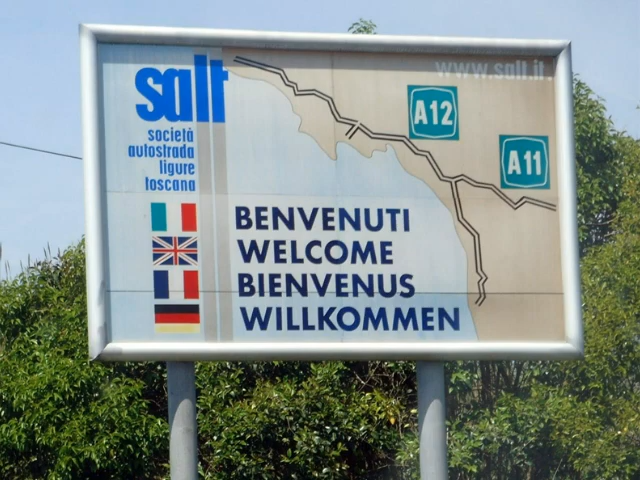 www.salt.it
salt
società
autostrada
ligure
toscana
A12
A11
BENVENUTI
WELCOME
BIENVENUS
WILLKOMMEN